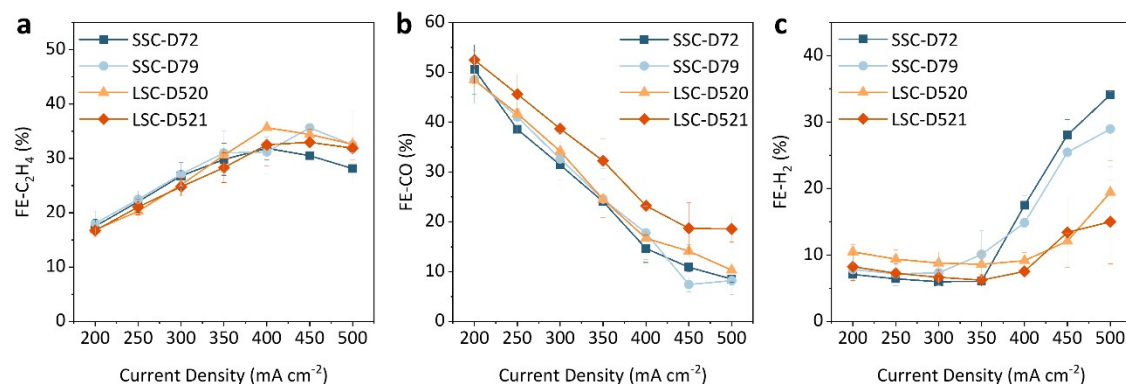 a
FE-C₂H₄ (%)
50
40
30
20
10
0
SSC-D72
SSC-D79
LSC-D520
LSC-D521
200 250 300 350 400 450 500
Current Density (mA cm⁻²)
b
FE-CO (%)
60
50
40
30
20
10
0
SSC-D72
SSC-D79
LSC-D520
LSC-D521
200 250 300 350 400 450 500
Current Density (mA cm⁻²)
c
FE-H₂ (%)
40
30
20
10
0
SSC-D72
SSC-D79
LSC-D520
LSC-D521
200 250 300 350 400 450 500
Current Density (mA cm⁻²)